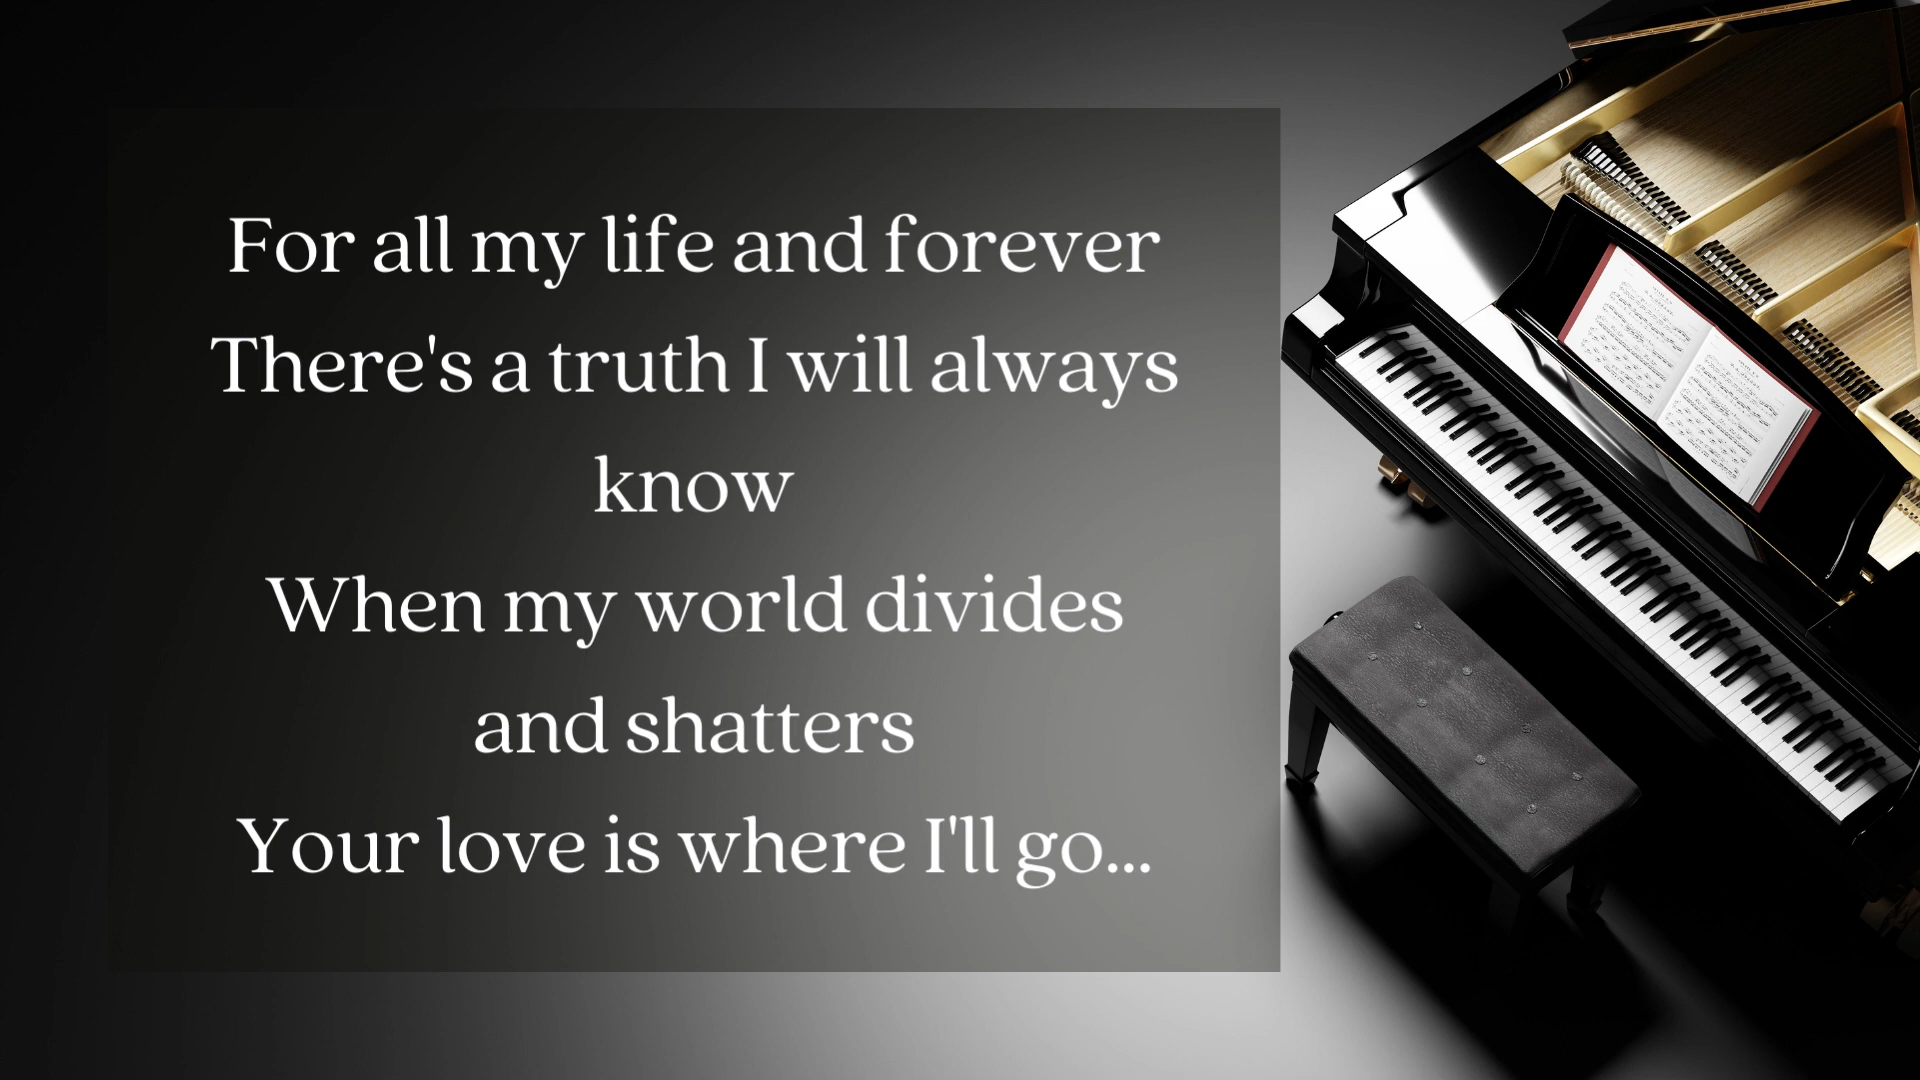 For all my life and forever
There's a truth I will always
know
When my world divides
and shatters
Your love is where I'll go...